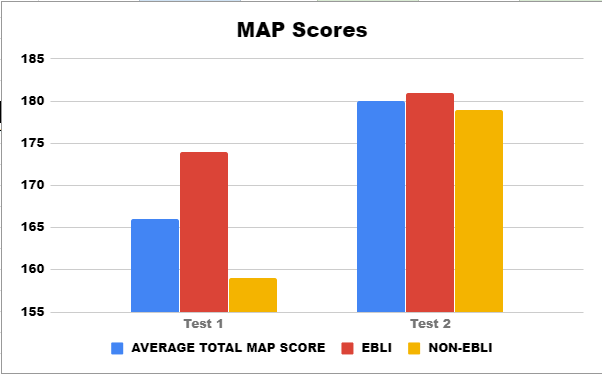 MAP Scores
185
180
175
170
165
160
155
Test 1 Test 2
AVERAGE TOTAL MAP SCORE EBLI NON-EBLI